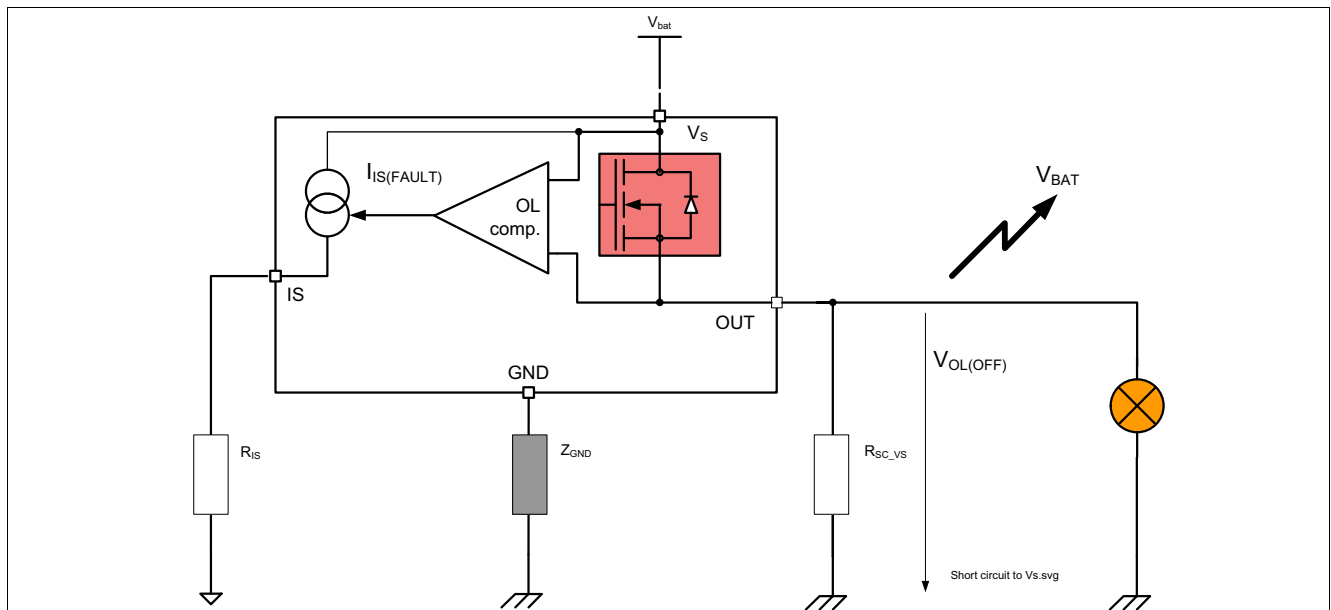 Vbat
VS
IIS(FAULT)
OL
comp.
VBAT
IS
OUT
VOL(OFF)
GND
RIS
ZGND
RSC_VS
Short circuit to Vs.svg